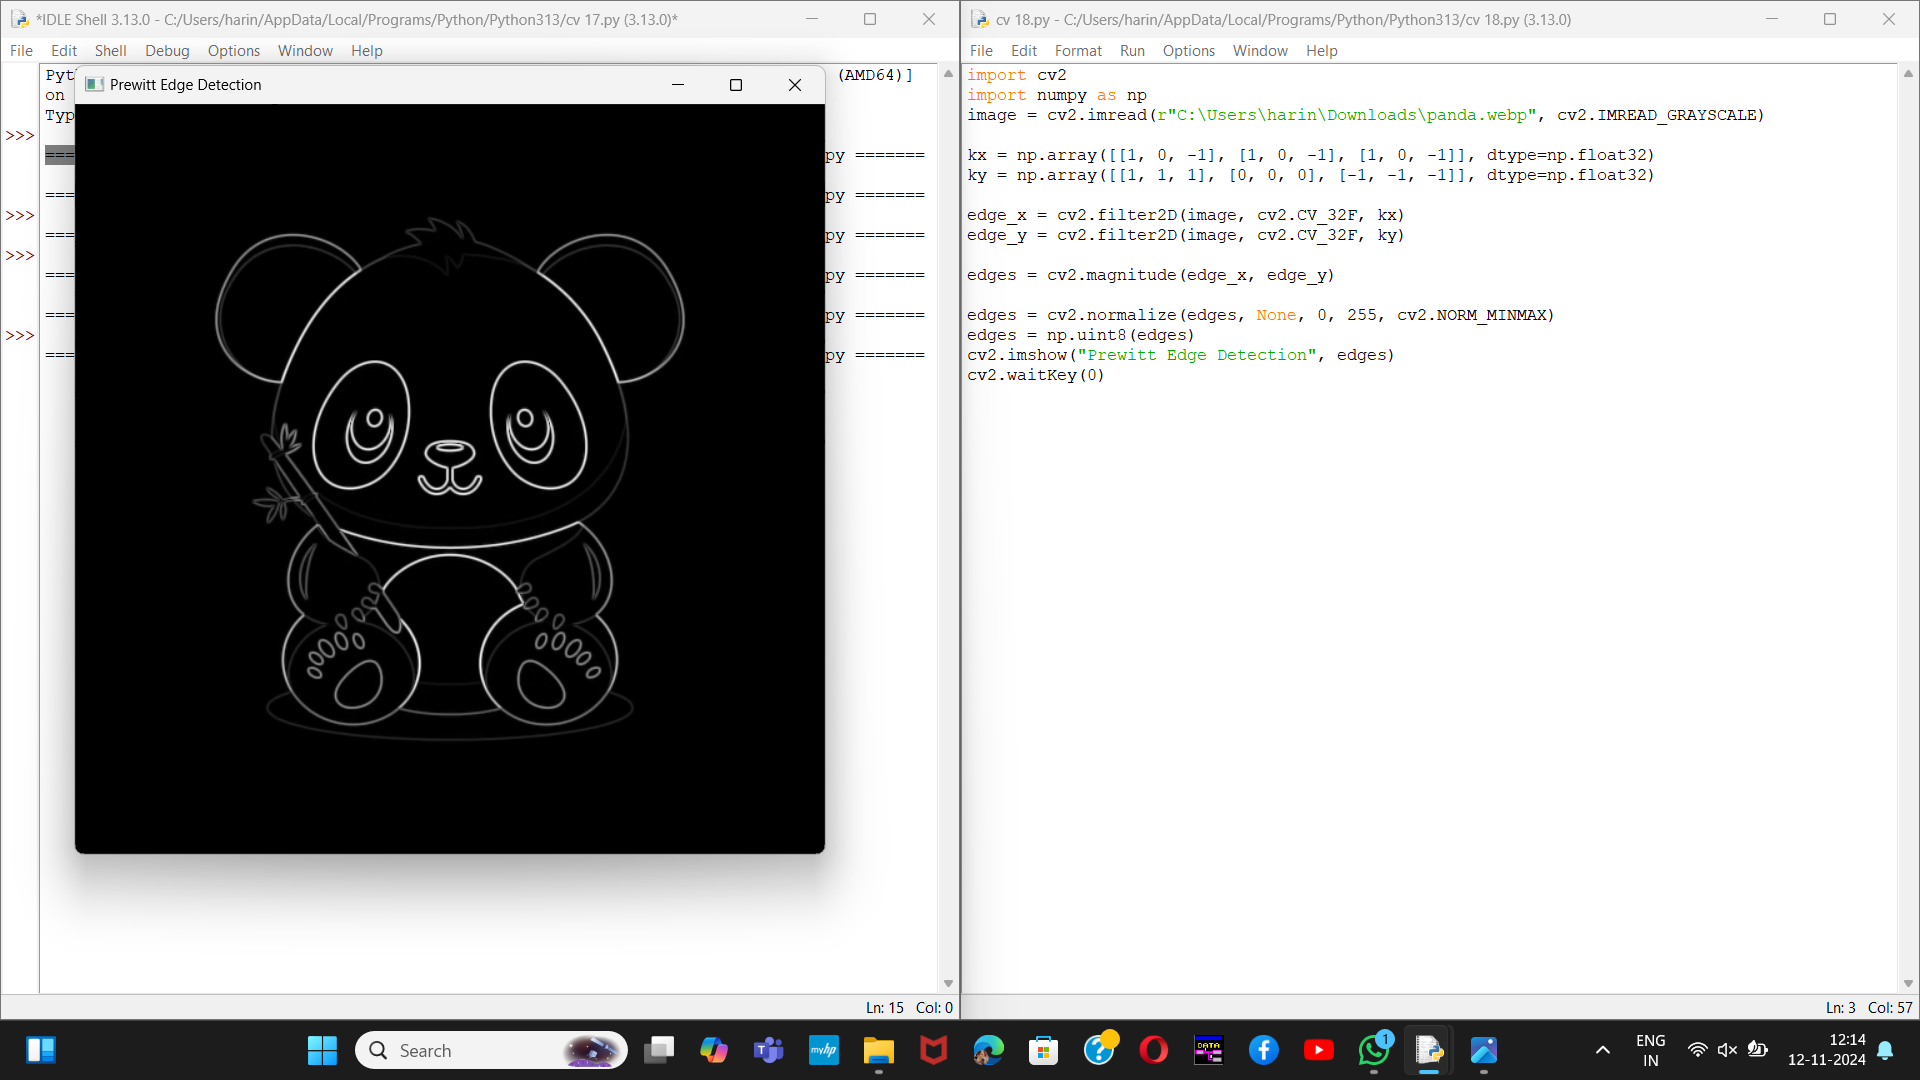 *IDLE Shell 3.13.0 - C:/Users/harin/AppData/Local/Programs/Python/Python313/cv 17.py (3.13.0)*
File Edit Shell Debug Options Window Help
(AMD64)]
on
>>>
py =======
py =======
>>>
py =======
>>>
py =======
py =======
>>>
py =======
Prewitt Edge Detection
Ln: 15 Col: 0
cv 18.py - C:/Users/harin/AppData/Local/Programs/Python/Python313/cv 18.py (3.13.0)
File Edit Format Run Options Window Help
import cv2
import numpy as np
image = cv2.imread(r"C:\Users\harin\Downloads\panda.webp", cv2.IMREAD_GRAYSCALE)
kx = np.array([[1, 0, -1], [1, 0, -1], [1, 0, -1]], dtype=np.float32)
ky = np.array([[1, 1, 1], [0, 0, 0], [-1, -1, -1]], dtype=np.float32)
edge_x = cv2.filter2D(image, cv2.CV_32F, kx)
edge_y = cv2.filter2D(image, cv2.CV_32F, ky)
edges = cv2.magnitude(edge_x, edge_y)
edges = cv2.normalize(edges, None, 0, 255, cv2.NORM_MINMAX)
edges = np.uint8(edges)
cv2.imshow("Prewitt Edge Detection", edges)
cv2.waitKey(0)
Ln: 3 Col: 57
Search
myhp
DATA
1
ENG
IN
12:14
12-11-2024